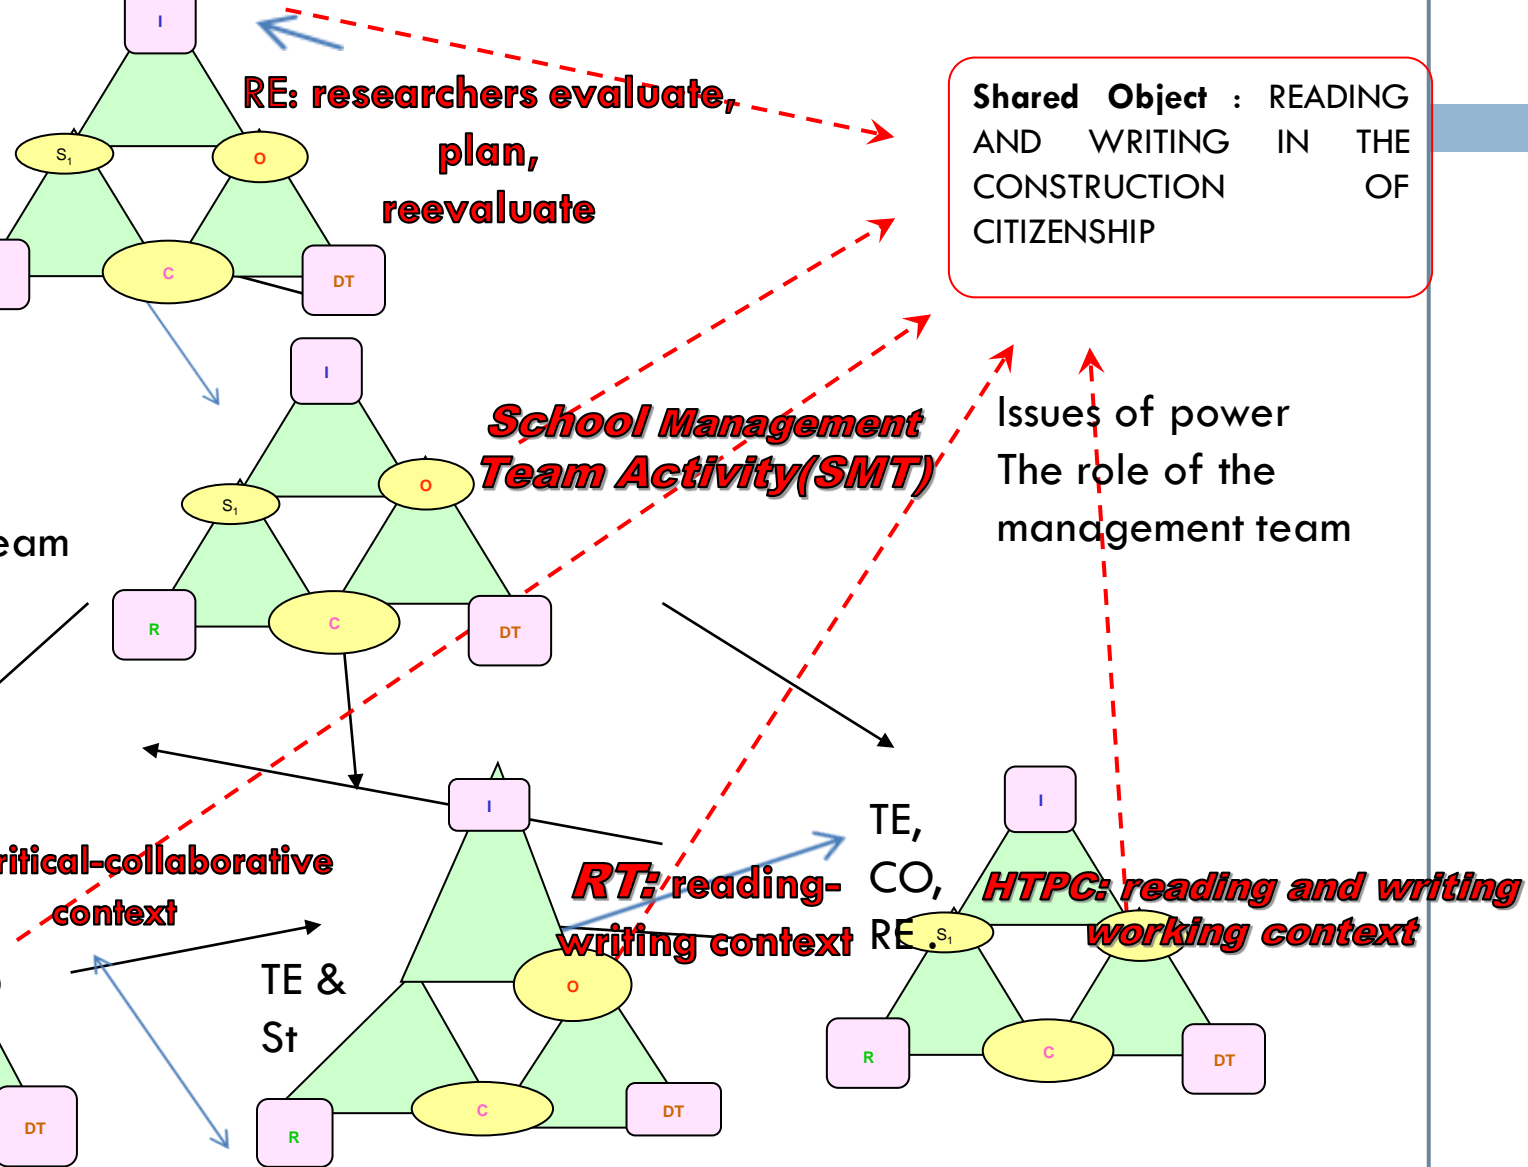 I
RE: researchers evaluate,
plan,
reevaluate
S1
O
C
DT
Shared Object : READING
AND WRITING IN THE
CONSTRUCTION OF
CITIZENSHIP
I
School Management
Team Activity(SMT)
S1
O
R
C
DT
Issues of power
The role of the
management team
eam
ritical-collaborative
context
DT
TE &
St
I
RT: reading-
writing context
O
R
C
DT
TE,
CO,
RE .
I
HTPC: reading and writing
working context
S1
R
C
DT